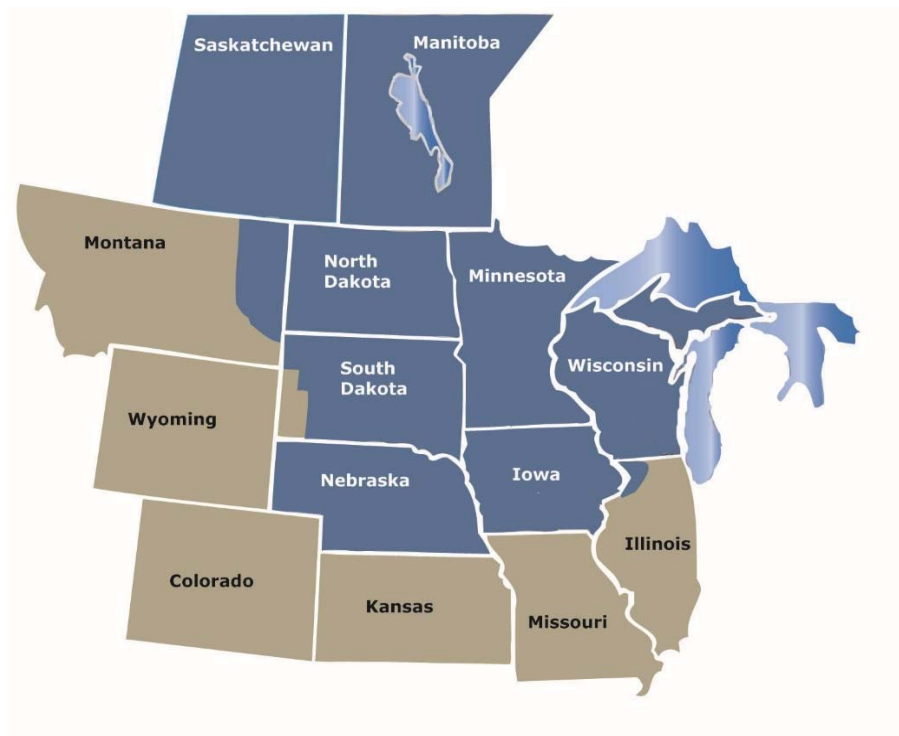 Saskatchewan
Manitoba
Montana
North
Dakota
Minnesota
South
Dakota
Wisconsin
Wyoming
Nebraska
Iowa
Illinois
Colorado
Kansas
Missouri